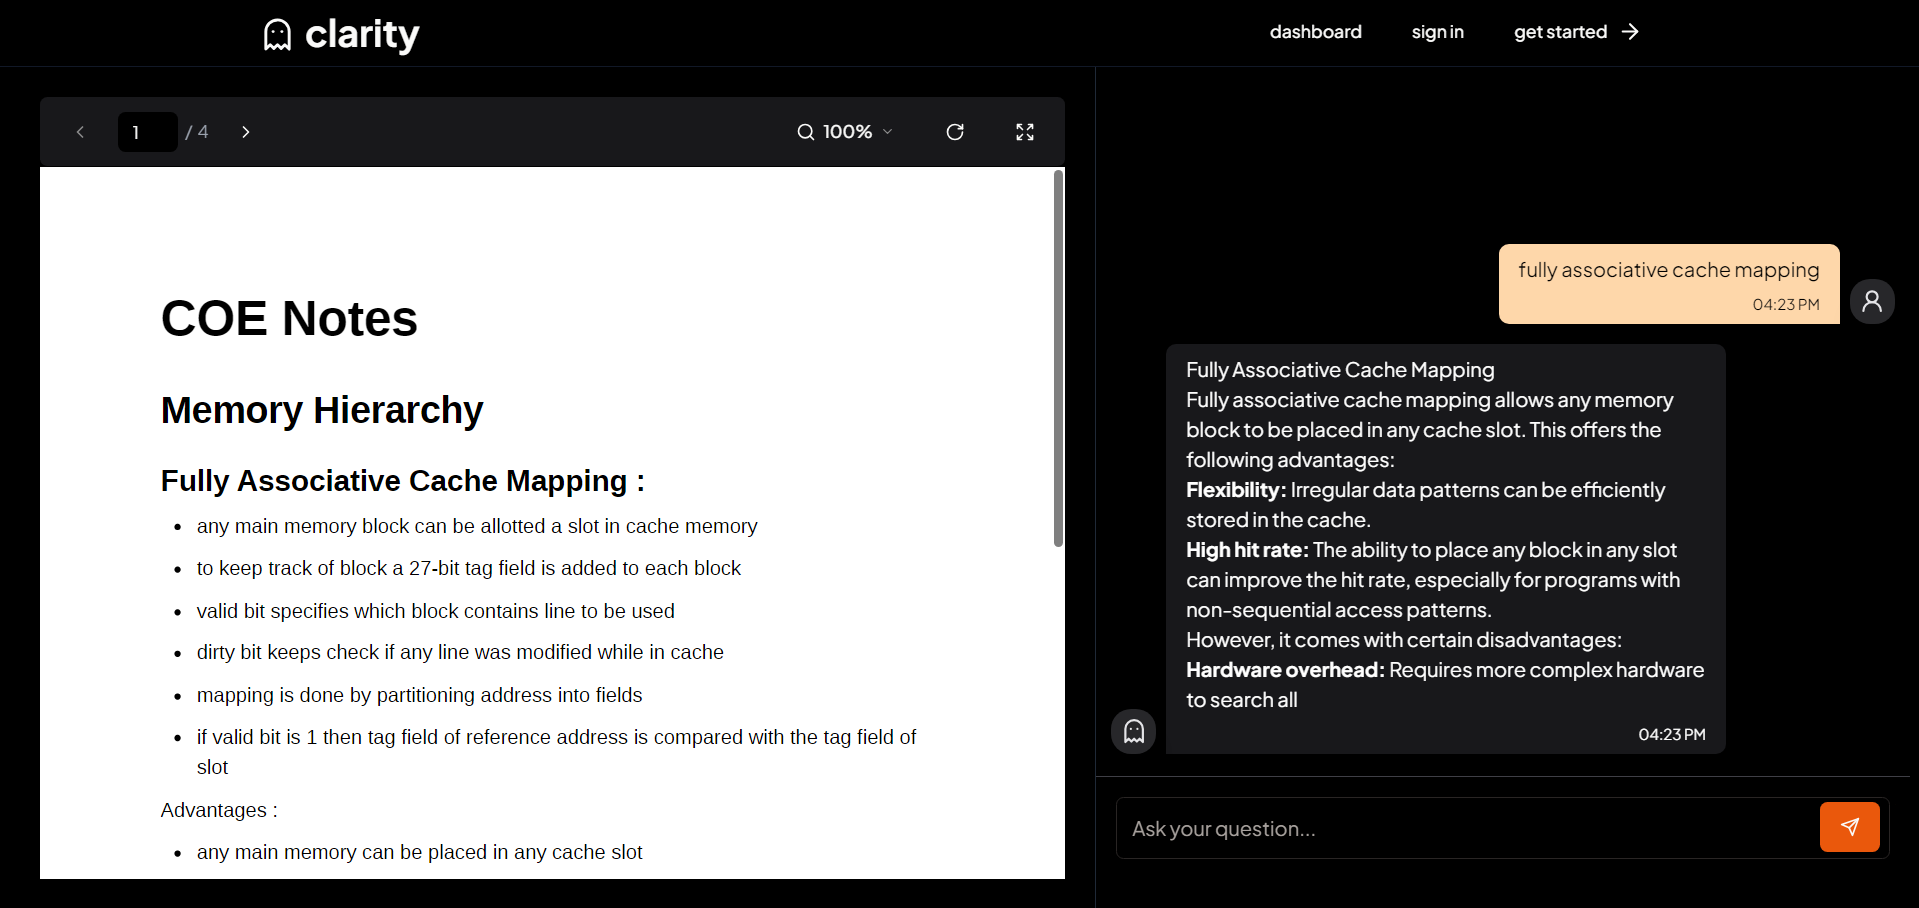 clarity
dashboard
sign in
get started
1 / 4
100%
COE Notes
Memory Hierarchy
Fully Associative Cache Mapping :
• any main memory block can be allotted a slot in cache memory
• to keep track of block a 27-bit tag field is added to each block
• valid bit specifies which block contains line to be used
• dirty bit keeps check if any line was modified while in cache
• mapping is done by partitioning address into fields
• if valid bit is 1 then tag field of reference address is compared with the tag field of
slot
Advantages :
• any main memory can be placed in any cache slot
fully associative cache mapping
04:23 PM
Fully Associative Cache Mapping
Fully associative cache mapping allows any memory
block to be placed in any cache slot. This offers the
following advantages:
Flexibility: Irregular data patterns can be efficiently
stored in the cache.
High hit rate: The ability to place any block in any slot
can improve the hit rate, especially for programs with
non-sequential access patterns.
However, it comes with certain disadvantages:
Hardware overhead: Requires more complex hardware
to search all
04:23 PM
Ask your question...